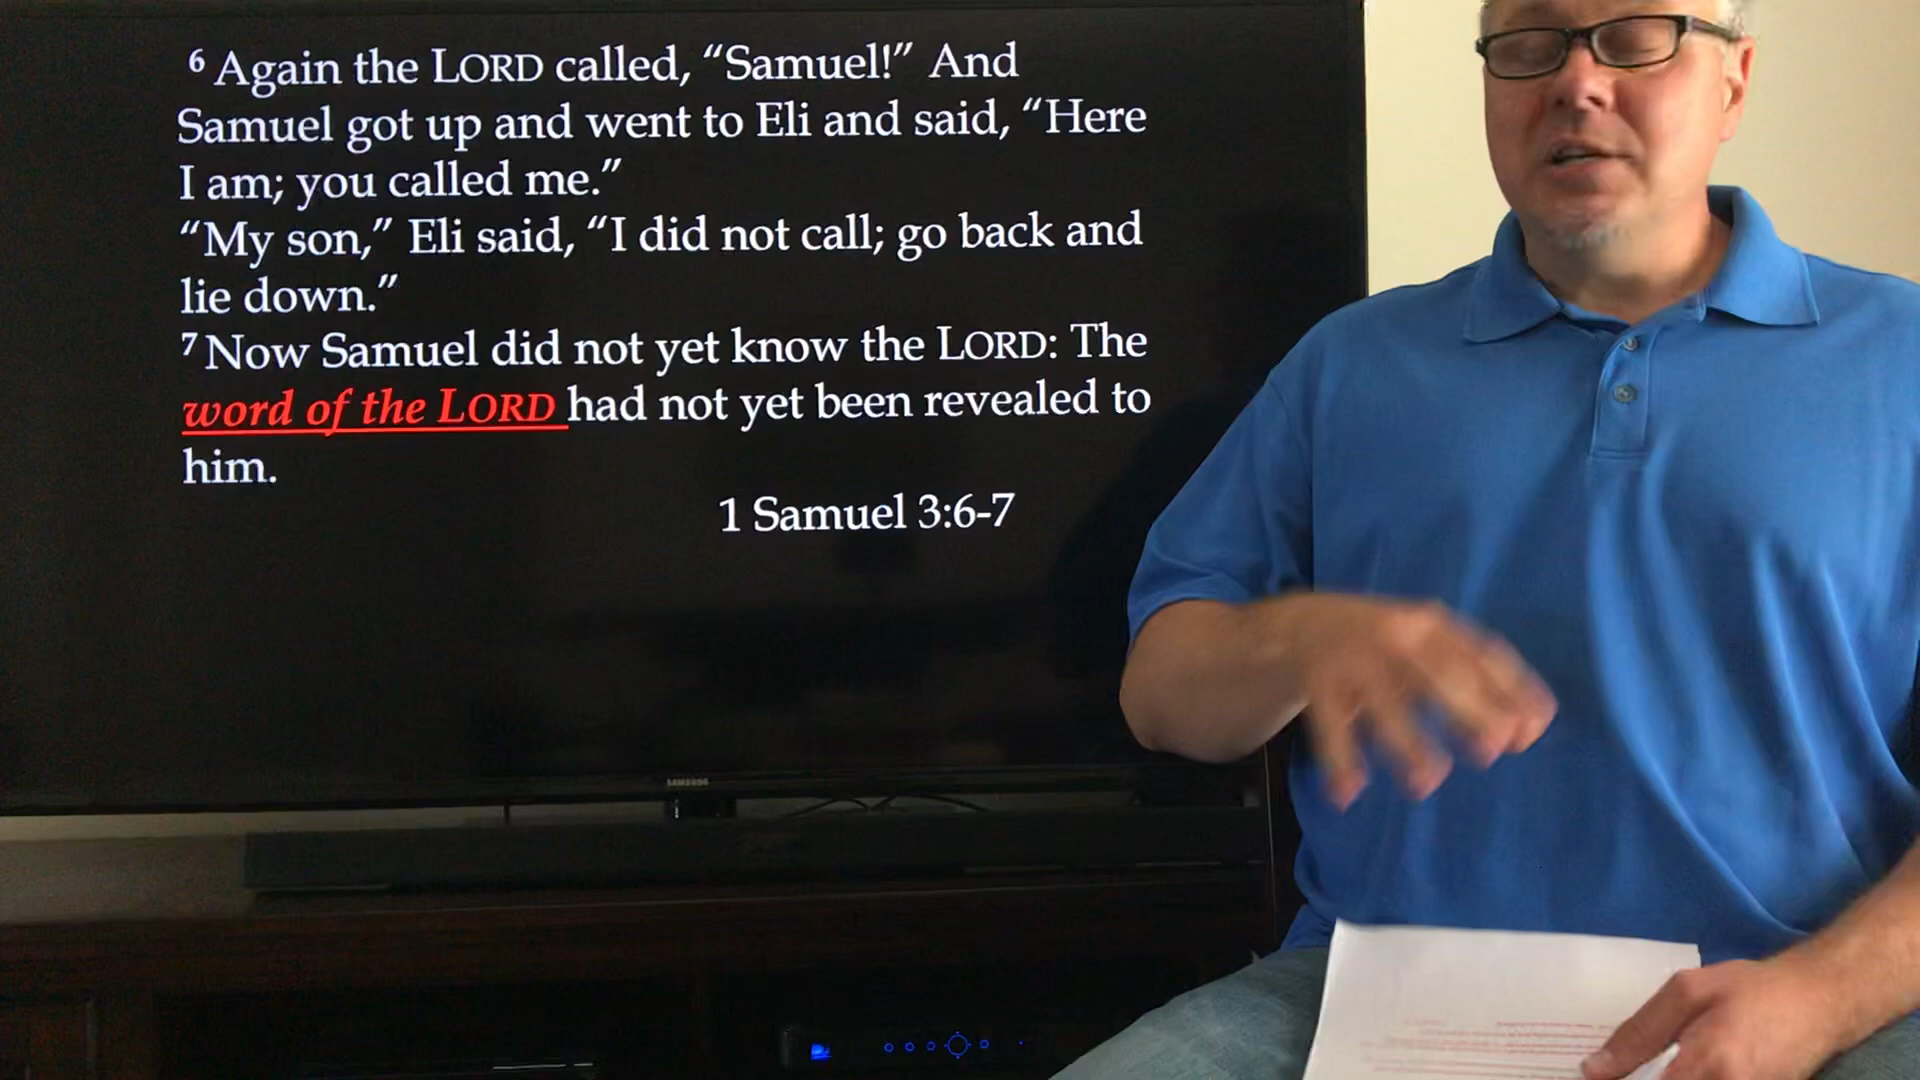 6 Again the LORD called, “Samuel!” And
Samuel got up and went to Eli and said, “Here
I am; you called me.”
“My son,” Eli said, “I did not call; go back and
lie down.”
7 Now Samuel did not yet know the LORD: The
word of the LORD had not yet been revealed to
him.
1 Samuel 3:6-7
SAMSUNG